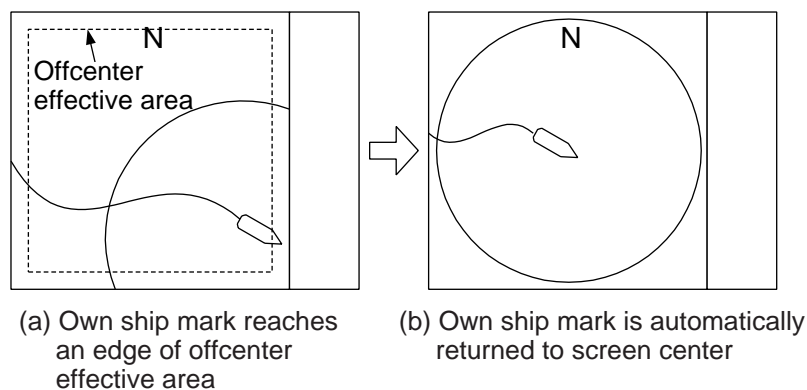 N
Offcenter
effective area
N
(a) Own ship mark reaches
an edge of offcenter
effective area
(b) Own ship mark is automatically
returned to screen center